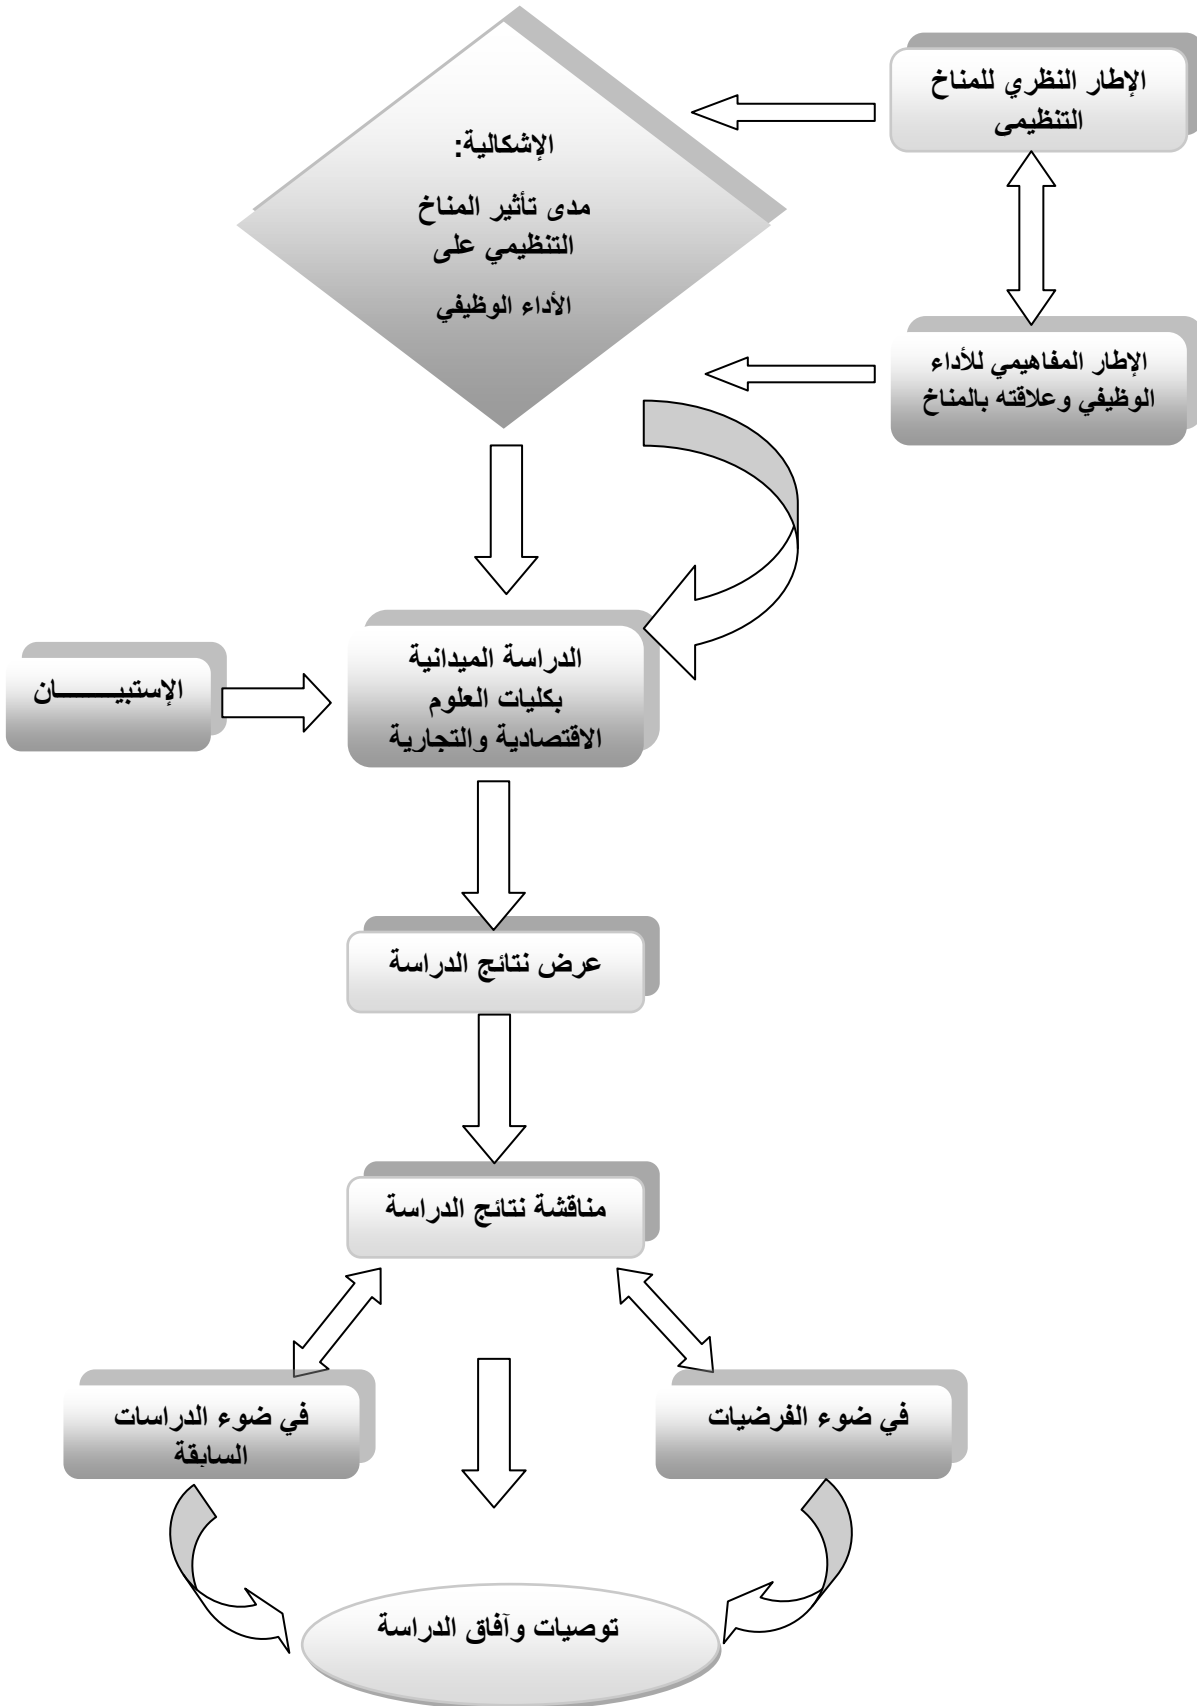 الإطار النظري للمناخ
التنظيمي
الإشكالية:
مدى تأثير المناخ
التنظيمي على
الأداء الوظيفي
الإطار المفاهيمي للأداء
الوظيفي وعلاقته بالمناخ
الدراسة الميدانية
بكليات العلوم
الاقتصادية والتجارية
الإستبيـــــــــان
عرض نتائج الدراسة
مناقشة نتائج الدراسة
في ضوء الفرضيات
في ضوء الدراسات
السابقة
توصيات وآفاق الدراسة